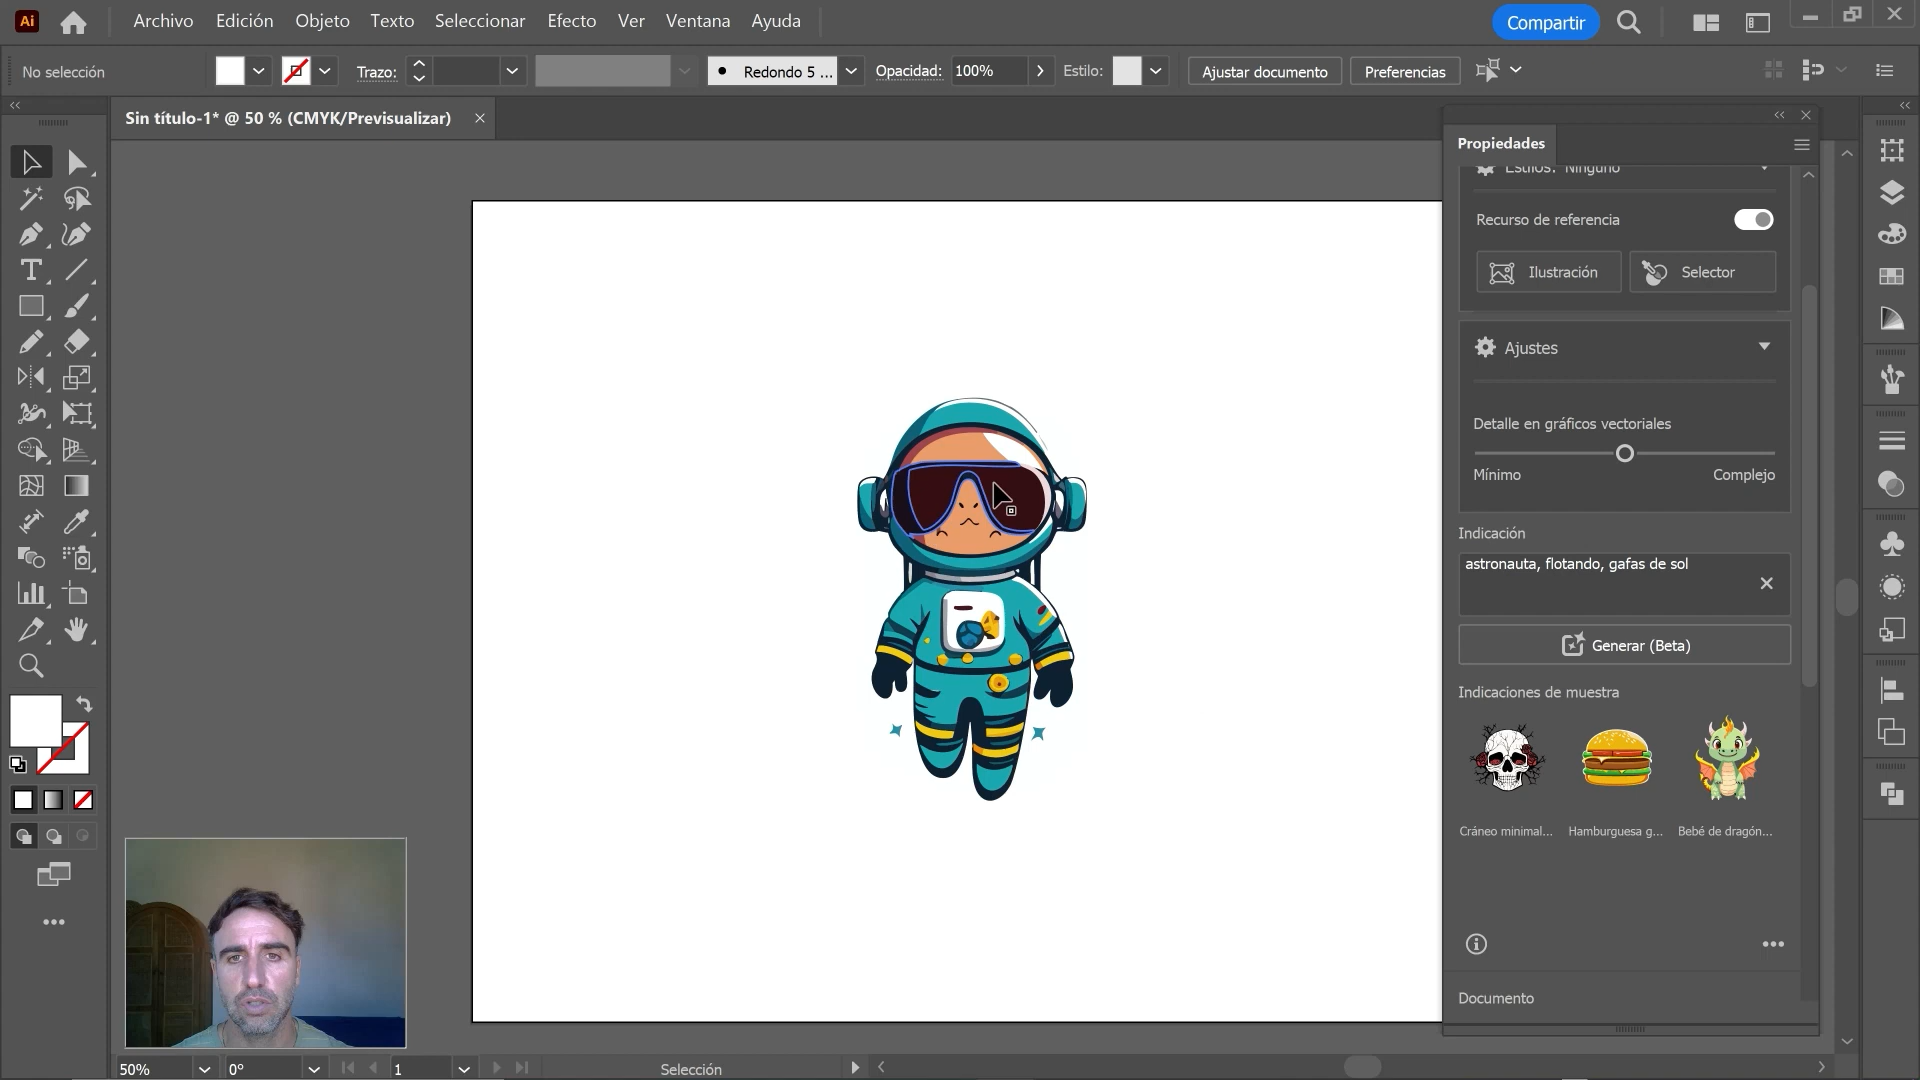 Ai
Archivo Edición Objeto Texto Seleccionar Efecto Ver Ventana Ayuda
Compartir
No selección
Trazo:
Redondo 5 ...
Opacidad: 100%
Estilo:
Ajustar documento
Preferencias
Sin título-1* @ 50 % (CMYK/Previsualizar)
Propiedades
Estilos: Ninguno
Recurso de referencia
Ilustración
Selector
Ajustes
Detalle en gráficos vectoriales
Mínimo Complejo
Indicación
astronauta, flotando, gafas de sol
Generar (Beta)
Indicaciones de muestra
Cráneo minimal... Hamburguesa g... Bebé de dragón...
Documento
50% 0° 1 Selección